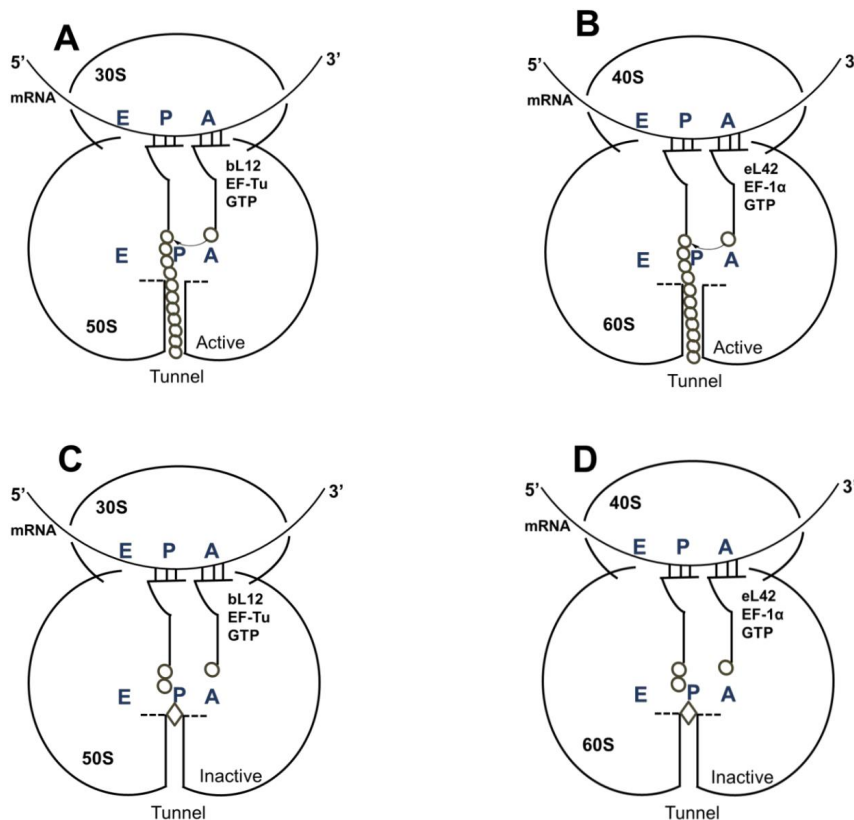 A
5’
3’
30S
mRNA
E P A
bL12
EF-Tu
GTP
E P A
50S
Active
Tunnel
B
5’
3’
40S
mRNA
E P A
eL42
EF-1α
GTP
E P A
60S
Active
Tunnel
C
5’
3’
30S
mRNA
E P A
bL12
EF-Tu
GTP
E P A
50S
Inactive
Tunnel
D
5’
3’
40S
mRNA
E P A
eL42
EF-1α
GTP
E P A
60S
Inactive
Tunnel